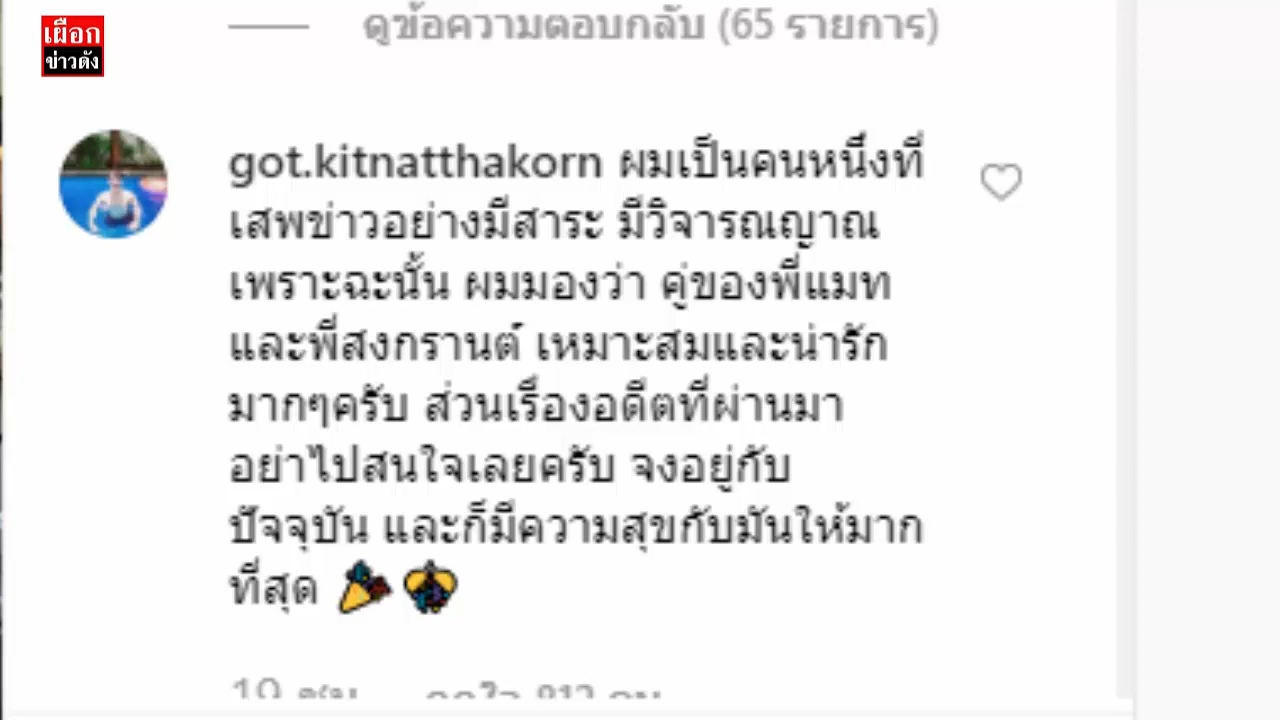 เผือก
ข่าวดัง
ดูข้อความตอบกลับ (65 รายการ)
got.kitnatthakorn ผมเป็นคนหนึ่งที่
เสพข่าวอย่างมีสาระ มีวิจารณญาณ
เพราะฉะนั้น ผมมองว่า คู่ของพี่แมท
และพี่สงกรานต์ เหมาะสมและน่ารัก
มากๆครับ ส่วนเรื่องอดีตที่ผ่านมา
อย่าไปสนใจเลยครับ จงอยู่กับ
ปัจจุบัน และก็มีความสุขกับมันให้มาก
ที่สุด